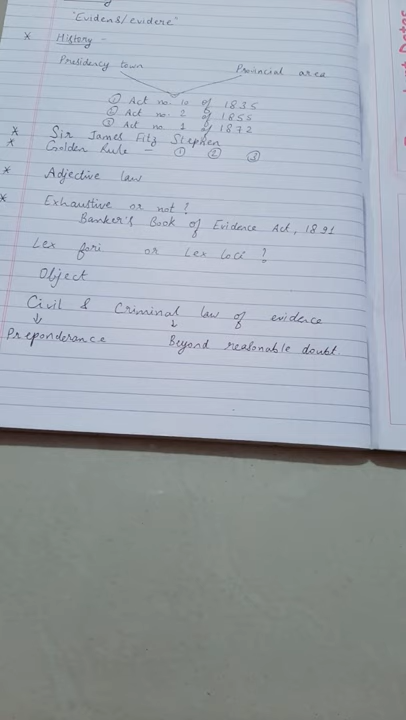 "Evidens/evidere"
* History -
Presidency town Provincial area
① Act no. 10 of 1835
② Act no. 2 of 1855
③ Act no. 1 of 1872
* Sir James Fitz Stephen
* Golden Rule - ① ② ③
* Adjective law
* Exhaustive or not?
Banker's Book of Evidence Act, 1891
Lex fori or Lex Loci?
Object
Civil & Criminal law of evidence
Preponderance Beyond reasonable doubt